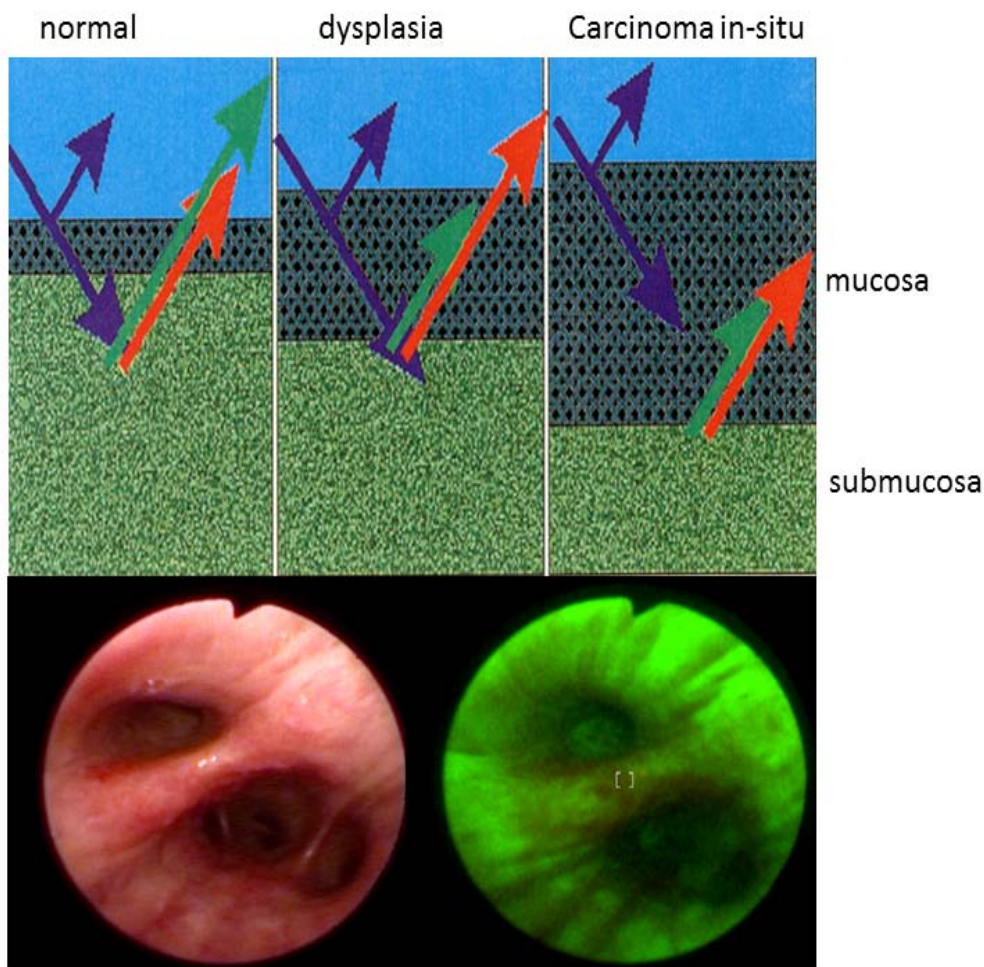 normal
dysplasia
Carcinoma in-situ
mucosa
submucosa
[ ]